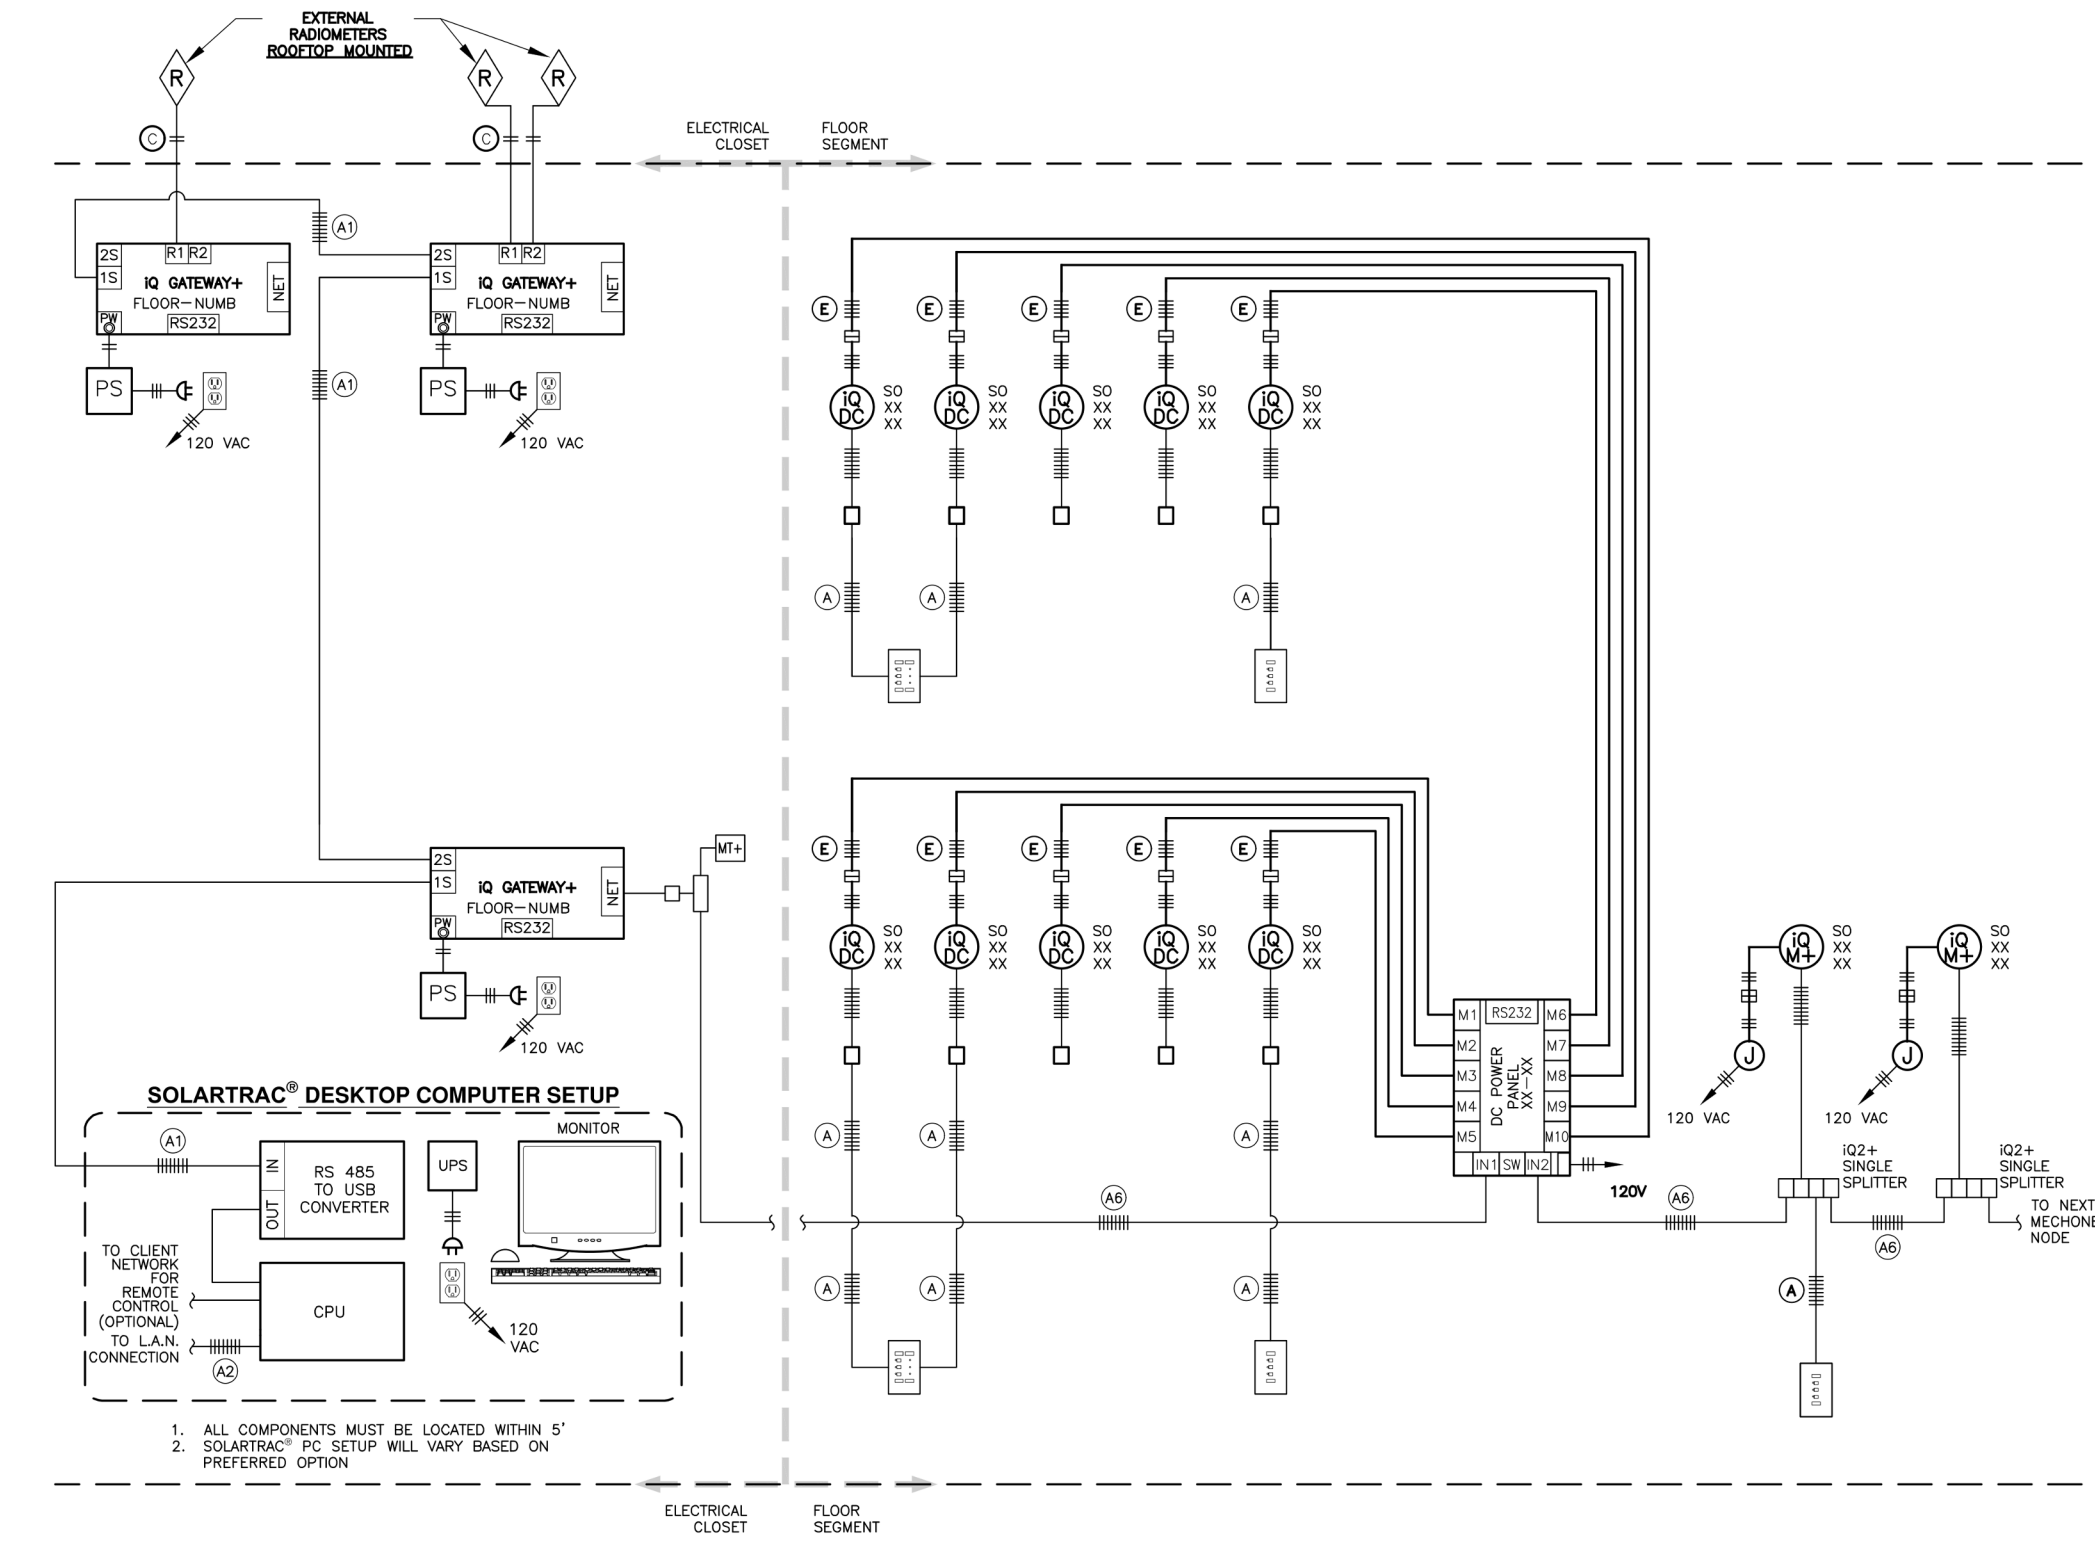 EXTERNAL
RADIOMETERS
ROOFTOP MOUNTED
R
R
R
C
C
ELECTRICAL
CLOSET
FLOOR
SEGMENT
A1
2S
1S
R1 R2
iQ GATEWAY+
FLOOR-NUMB
NET
PW
RS232
2S
1S
R1 R2
iQ GATEWAY+
FLOOR-NUMB
NET
PW
RS232
A1
PS
120 VAC
PS
120 VAC
E
E
E
E
E
iQ
DC
SO
XX
XX
iQ
DC
SO
XX
XX
iQ
DC
SO
XX
XX
iQ
DC
SO
XX
XX
iQ
DC
SO
XX
XX
A
A
A
2S
1S
iQ GATEWAY+
FLOOR-NUMB
NET
PW
RS232
MT+
PS
120 VAC
E
E
E
E
E
iQ
DC
SO
XX
XX
iQ
DC
SO
XX
XX
iQ
DC
SO
XX
XX
iQ
DC
SO
XX
XX
iQ
DC
SO
XX
XX
A
A
A
M1
M2
M3
M4
M5
RS232
DC POWER
PANEL
XX-XX
M6
M7
M8
M9
M10
IN1 SW IN2
120V
iQ
M+
SO
XX
XX
iQ
M+
SO
XX
XX
J
120 VAC
J
120 VAC
A6
A6
iQ2+
SINGLE
SPLITTER
A6
iQ2+
SINGLE
SPLITTER
TO NEXT
MECHONE
NODE
A
A
A
A
SOLARTRAC® DESKTOP COMPUTER SETUP
A1
IN
OUT
RS 485
TO USB
CONVERTER
UPS
MONITOR
TO CLIENT
NETWORK
FOR
REMOTE
CONTROL
(OPTIONAL)
TO L.A.N.
CONNECTION
A2
CPU
120
VAC
1. ALL COMPONENTS MUST BE LOCATED WITHIN 5'
2. SOLARTRAC® PC SETUP WILL VARY BASED ON
PREFERRED OPTION
ELECTRICAL
CLOSET
FLOOR
SEGMENT